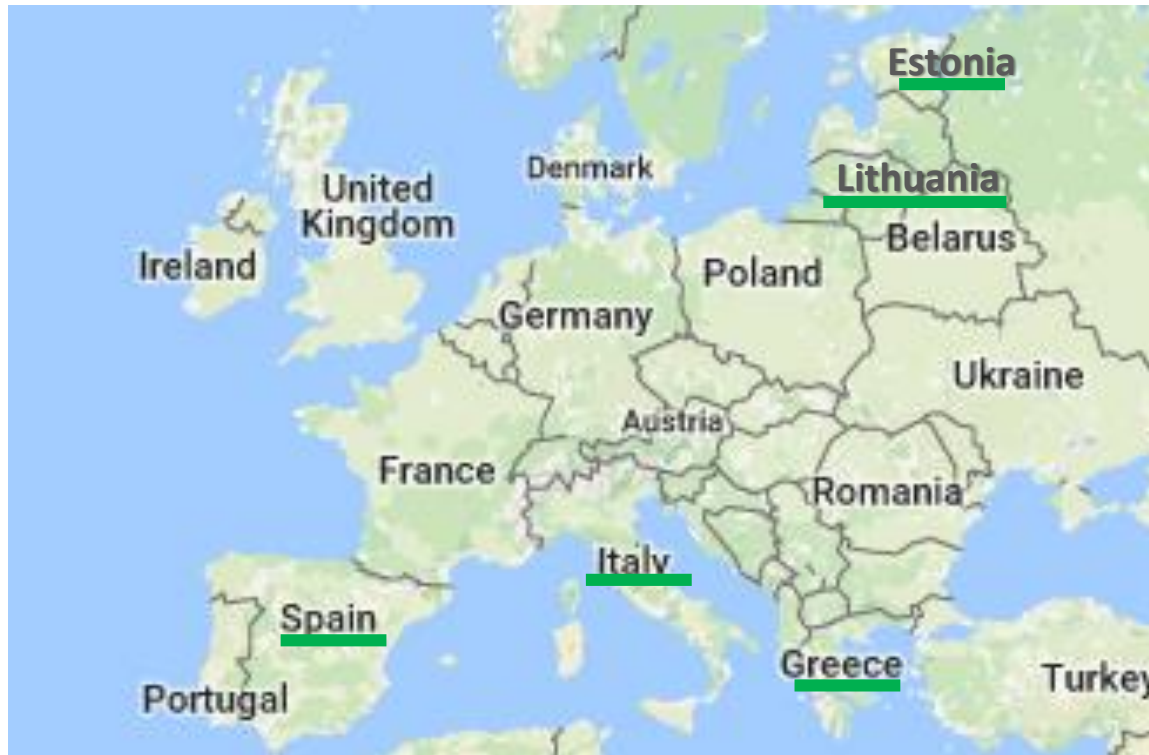 Estonia
Denmark
Lithuania
United
Kingdom
Belarus
Ireland
Poland
Germany
Ukraine
Austria
France
Romania
Italy
Spain
Greece
Portugal
Turkey